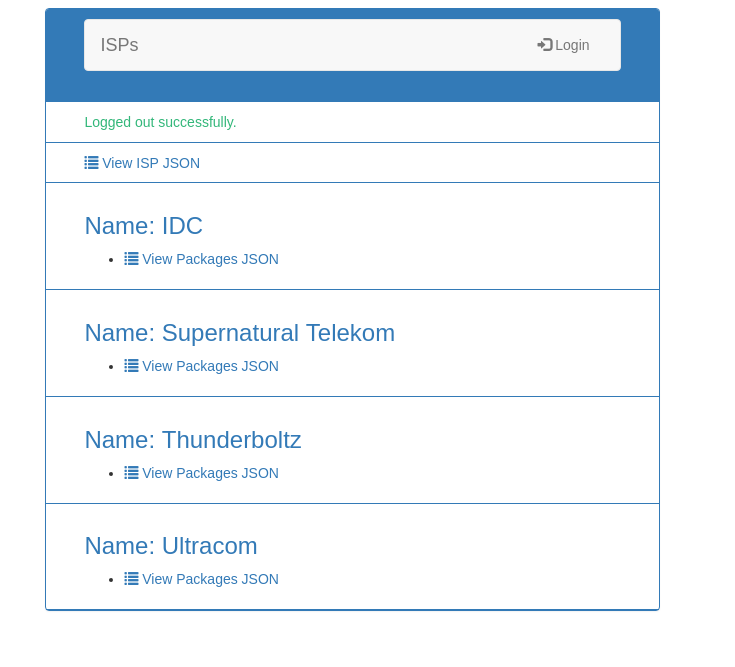 ISPs
Login
Logged out successfully.
View ISP JSON
Name: IDC
View Packages JSON
Name: Supernatural Telekom
View Packages JSON
Name: Thunderboltz
View Packages JSON
Name: Ultracom
View Packages JSON